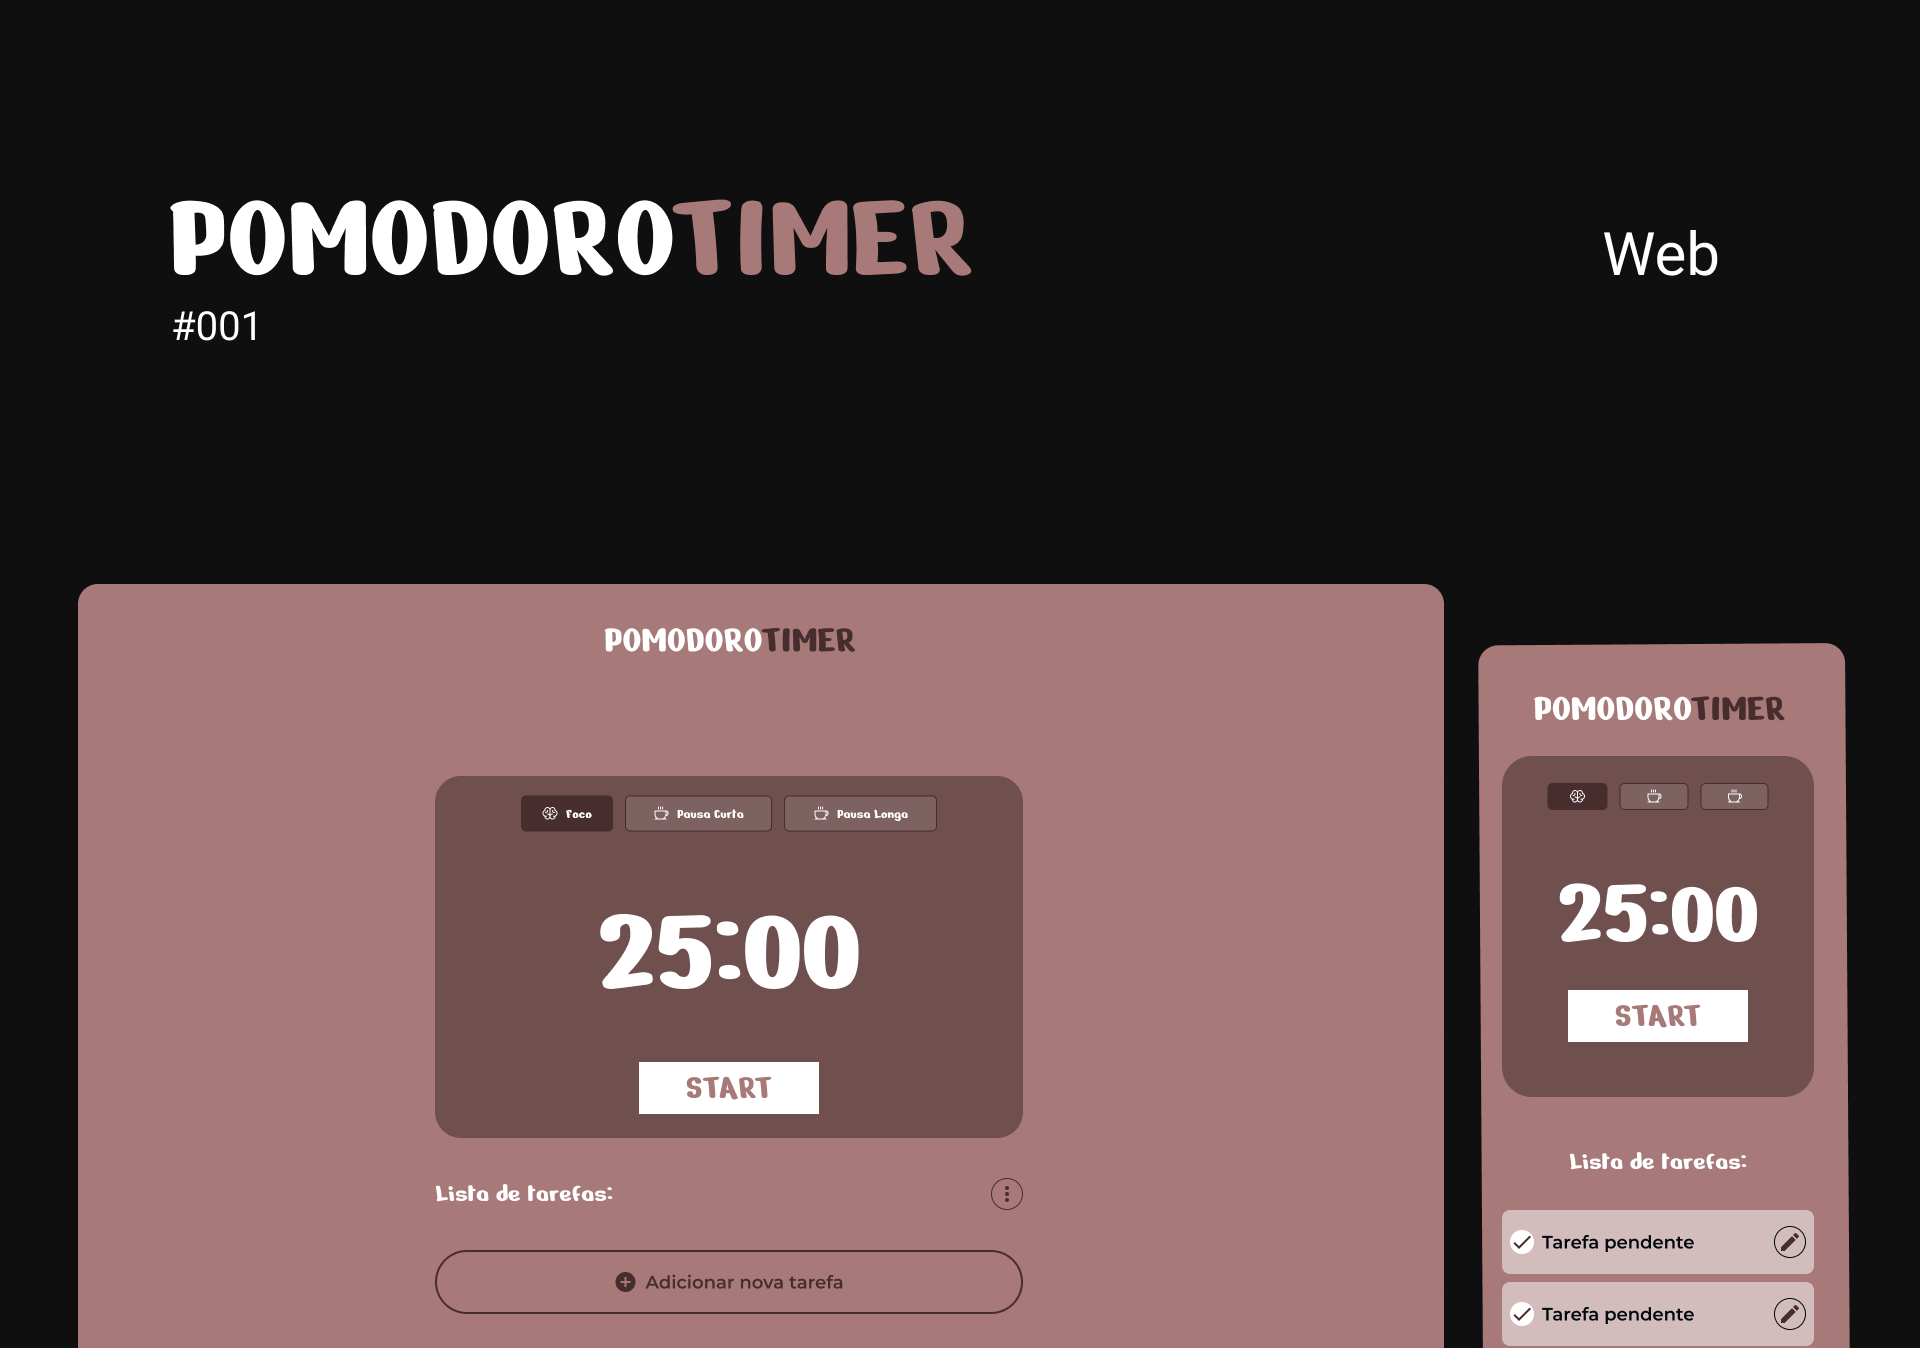 POMODOROTIMER
Web
#001
POMODOROTIMER
Foco Pausa Curta Pausa Longa
25:00
START
Lista de tarefas:
Adicionar nova tarefa
POMODOROTIMER
25:00
START
Lista de tarefas:
Tarefa pendente
Tarefa pendente